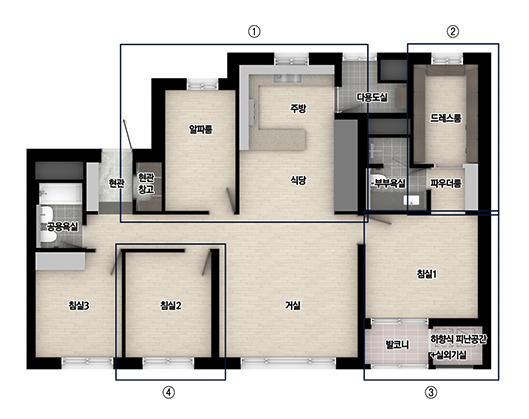 ①
②
주방
다용도실
드레스룸
알파룸
현관
현관
창고
식당
부부욕실
파우더룸
공용욕실
침실3
침실2
거실
침실1
발코니
하향식 피난공간
+실외기실
④
③